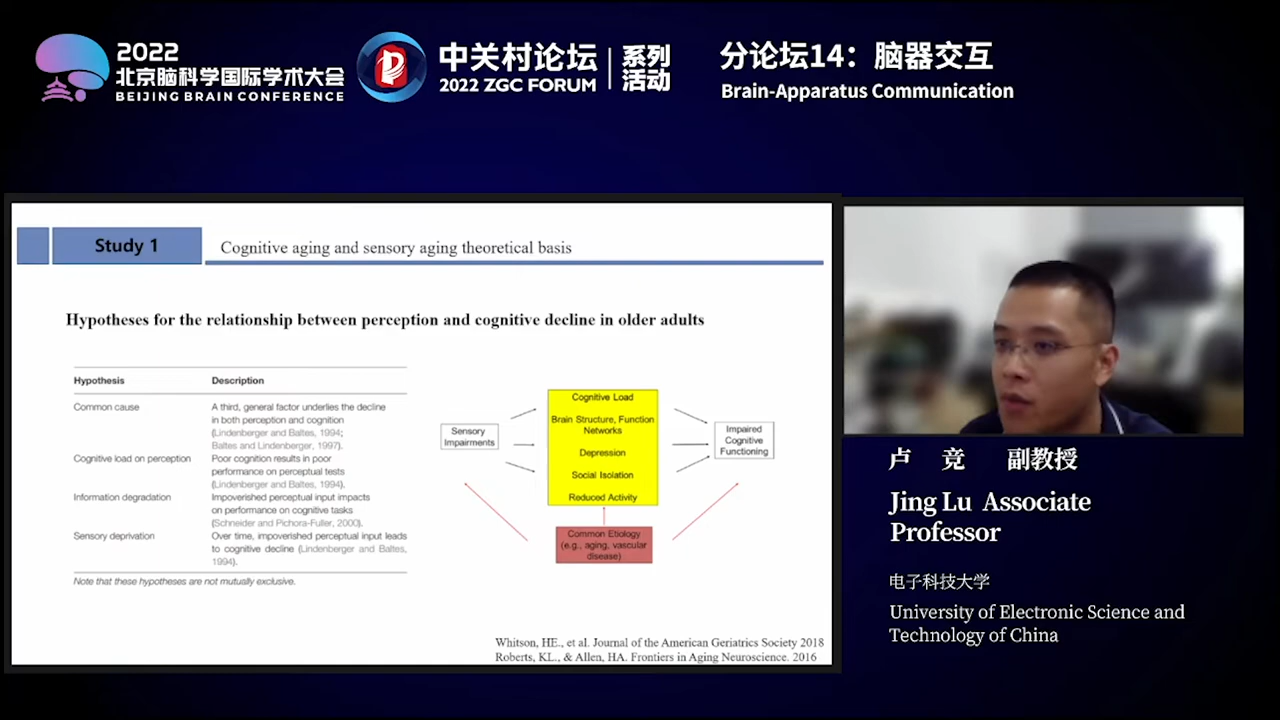 2022
北京脑科学国际学术大会
BEIJING BRAIN CONFERENCE
中关村论坛
2022 ZGC FORUM
系列
活动
分论坛14：脑器交互
Brain-Apparatus Communication
Study 1
Cognitive aging and sensory aging theoretical basis
Hypotheses for the relationship between perception and cognitive decline in older adults
Hypothesis Description
Common cause A third, general factor underlies the decline
in both perception and cognition
(Lindenberger and Baltes, 1994;
Baltes and Lindenberger, 1997).
Cognitive load on perception Poor cognition results in poor
performance on perceptual tests
(Lindenberger and Baltes, 1994).
Information degradation Impoverished perceptual input impacts
on performance on cognitive tasks
(Schneider and Pichora-Fuller, 2000).
Sensory deprivation Over time, impoverished perceptual input leads
to cognitive decline (Lindenberger and Baltes,
1994).
Note that these hypotheses are not mutually exclusive.
Sensory
Impairments
Cognitive Load
Brain Structure, Function
Networks
Depression
Social Isolation
Reduced Activity
Impaired
Cognitive
Functioning
Common Etiology
(e.g., aging, vascular
disease)
Whitson, HE., et al. Journal of the American Geriatrics Society 2018
Roberts, KL., & Allen, HA. Frontiers in Aging Neuroscience. 2016
卢 竞 副教授
Jing Lu Associate
Professor
电子科技大学
University of Electronic Science and
Technology of China